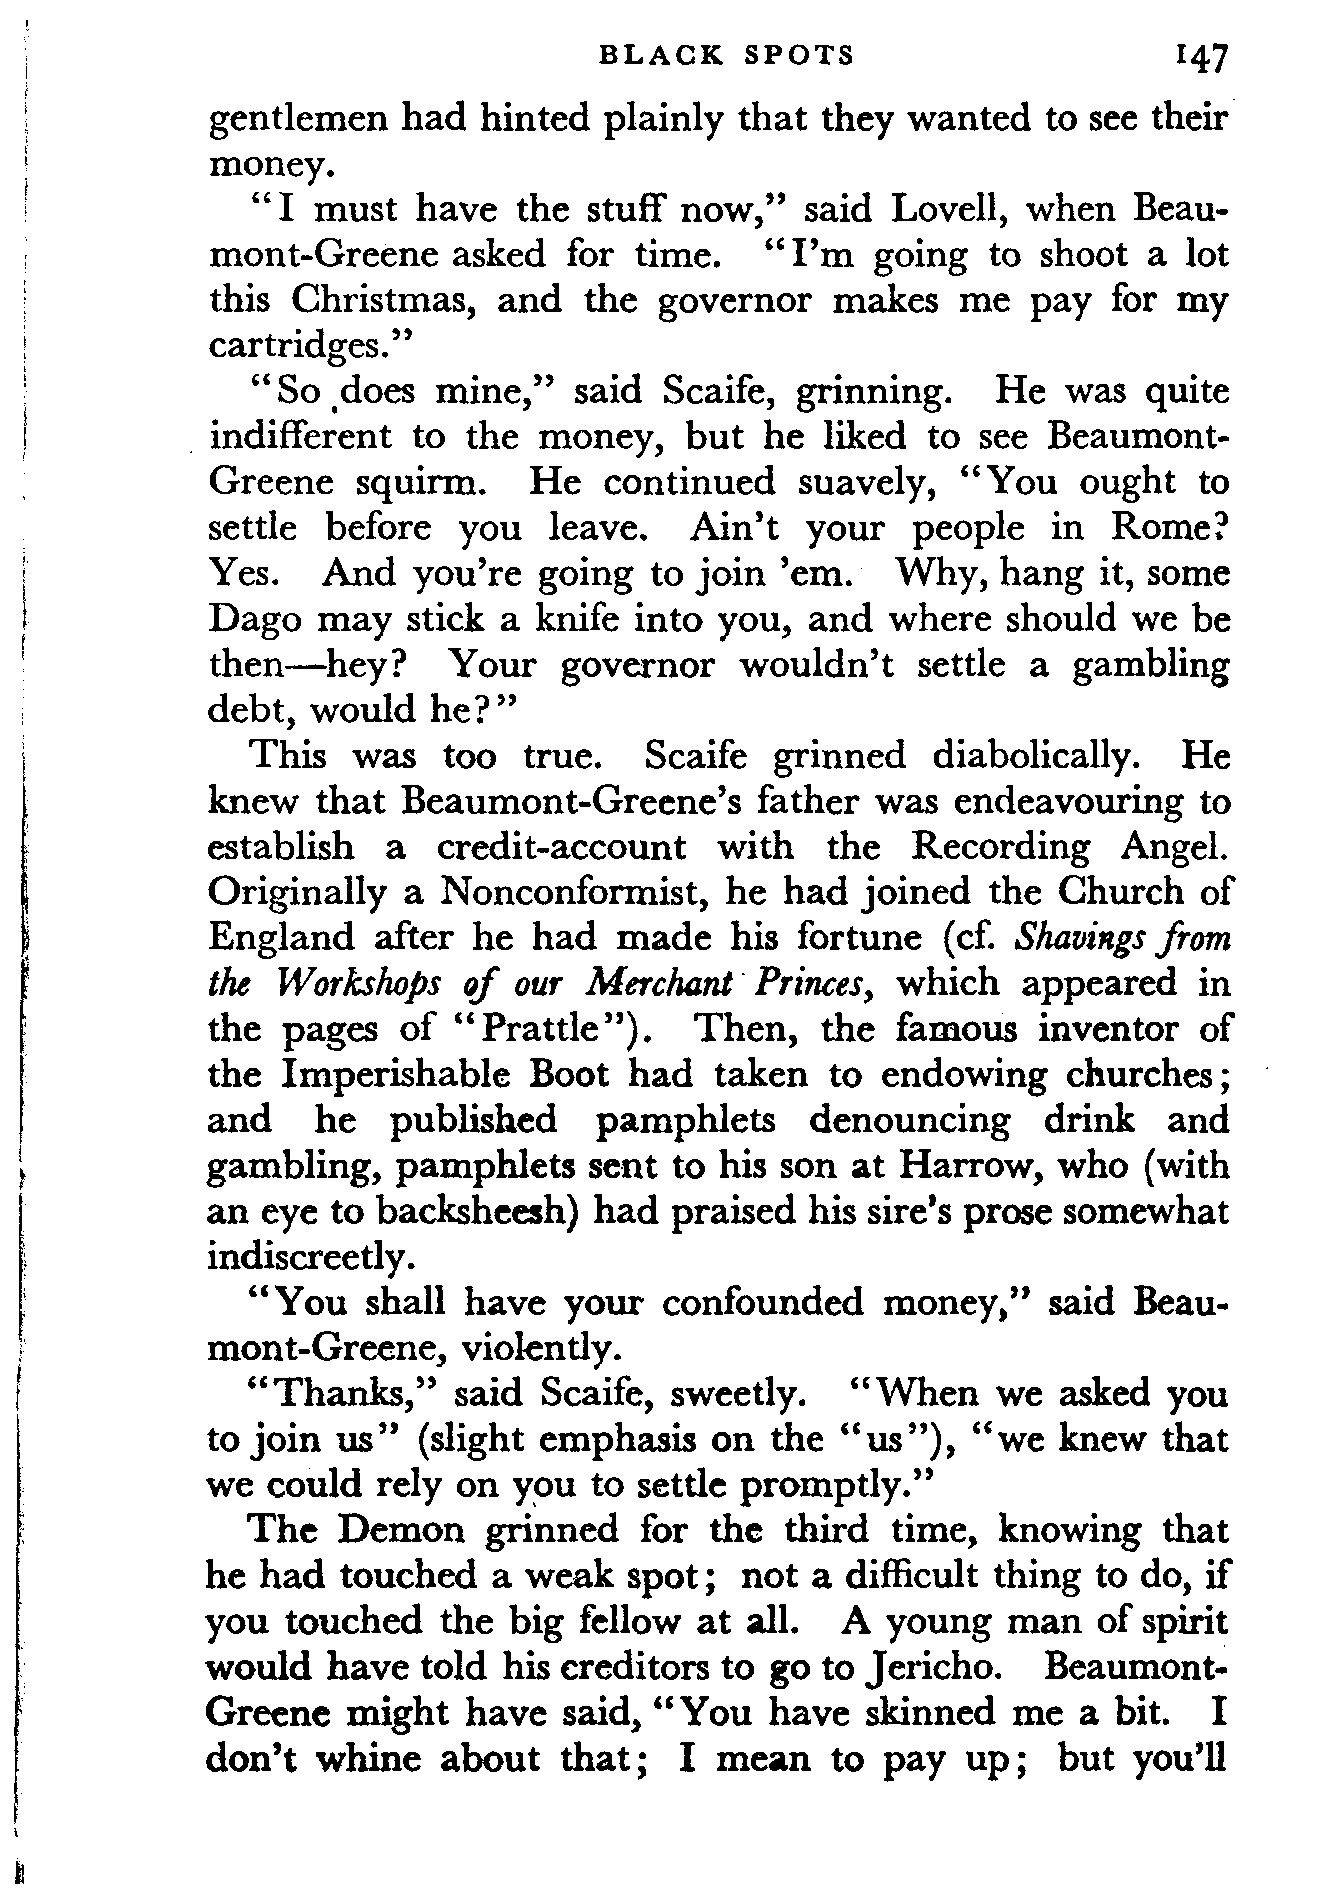 BLACK SPOTS 147
gentlemen had hinted plainly that they wanted to see their
money.
“I must have the stuff now,” said Lovell, when Beau-
mont-Greene asked for time. “I’m going to shoot a lot
this Christmas, and the governor makes me pay for my
cartridges.”
“So does mine,” said Scaife, grinning. He was quite
indifferent to the money, but he liked to see Beaumont-
Greene squirm. He continued suavely, “You ought to
settle before you leave. Ain’t your people in Rome?
Yes. And you’re going to join ’em. Why, hang it, some
Dago may stick a knife into you, and where should we be
then—hey? Your governor wouldn’t settle a gambling
debt, would he?”
This was too true. Scaife grinned diabolically. He
knew that Beaumont-Greene’s father was endeavouring to
establish a credit-account with the Recording Angel.
Originally a Nonconformist, he had joined the Church of
England after he had made his fortune (cf. Shavings from
the Workshops of our Merchant Princes, which appeared in
the pages of “Prattle”). Then, the famous inventor of
the Imperishable Boot had taken to endowing churches;
and he published pamphlets denouncing drink and
gambling, pamphlets sent to his son at Harrow, who (with
an eye to backsheesh) had praised his sire’s prose somewhat
indiscreetly.
“You shall have your confounded money,” said Beau-
mont-Greene, violently.
“Thanks,” said Scaife, sweetly. “When we asked you
to join us” (slight emphasis on the “us”), “we knew that
we could rely on you to settle promptly.”
The Demon grinned for the third time, knowing that
he had touched a weak spot; not a difficult thing to do, if
you touched the big fellow at all. A young man of spirit
would have told his creditors to go to Jericho. Beaumont-
Greene might have said, “You have skinned me a bit. I
don’t whine about that; I mean to pay up; but you’ll